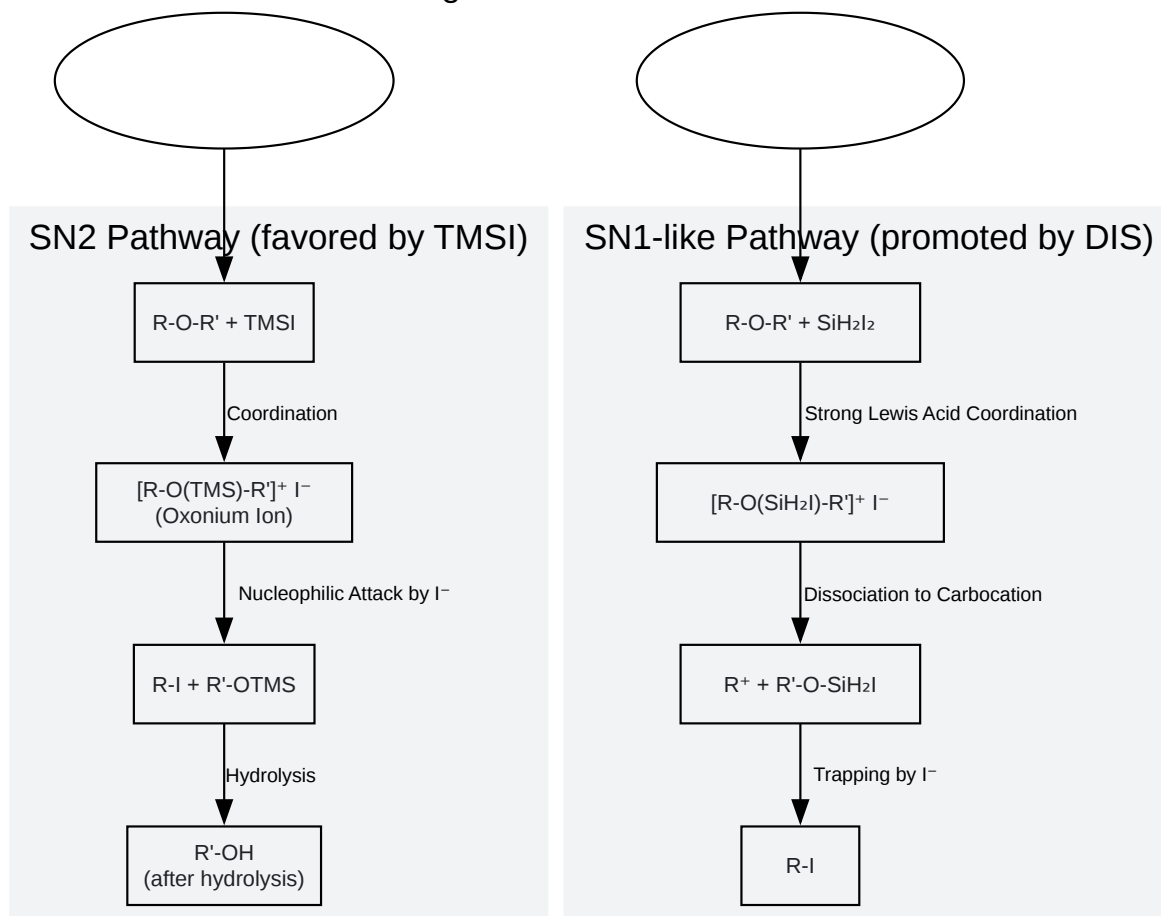 SN2 Pathway (favored by TMSI)
R-O-R' + TMSI
Coordination
[R-O(TMS)-R']⁺ I⁻
(Oxonium Ion)
Nucleophilic Attack by I⁻
R-I + R'-OTMS
Hydrolysis
R'-OH
(after hydrolysis)
SN1-like Pathway (promoted by DIS)
R-O-R' + SiH₂I₂
Strong Lewis Acid Coordination
[R-O(SiH₂I)-R']⁺ I⁻
Dissociation to Carbocation
R⁺ + R'-O-SiH₂I
Trapping by I⁻
R-I